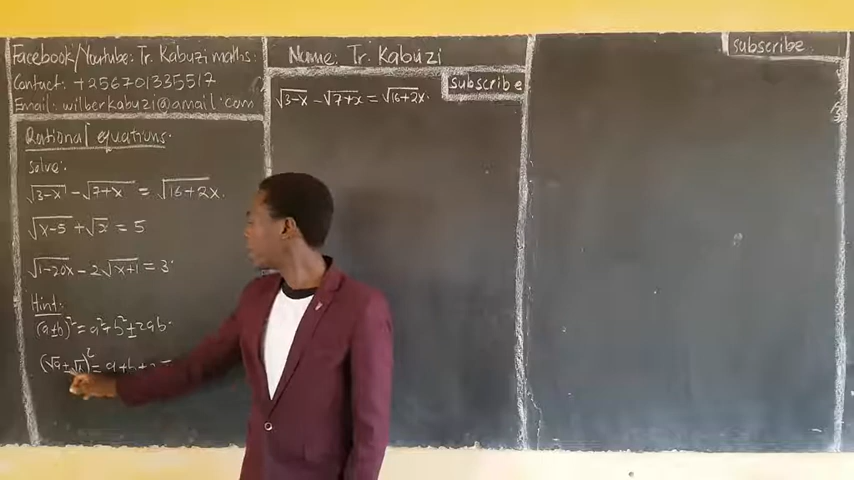 Facebook/Youtube: Tr. Kabuzi maths.
Contact: +256701335517
Email: wilberkabuzi@gmail.com
Rational equations.
Solve:
√3-x - √7+x = √16+2x.
√x-5 + √x = 5
√1-20x - 2√x+1 = 3.
Hint:
(a±b)² = a²+b²±2ab.
(√a±√b)² = a+b±2
Name: Tr. Kabuzi
Subscribe
√3-x - √7+x = √16+2x.
Subscribe